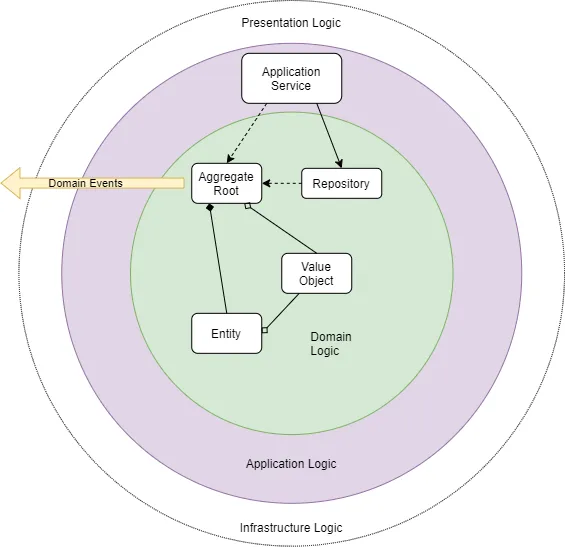 Presentation Logic
Application
Service
Aggregate
Root
Repository
Domain Events
Value
Object
Entity
Domain
Logic
Application Logic
Infrastructure Logic